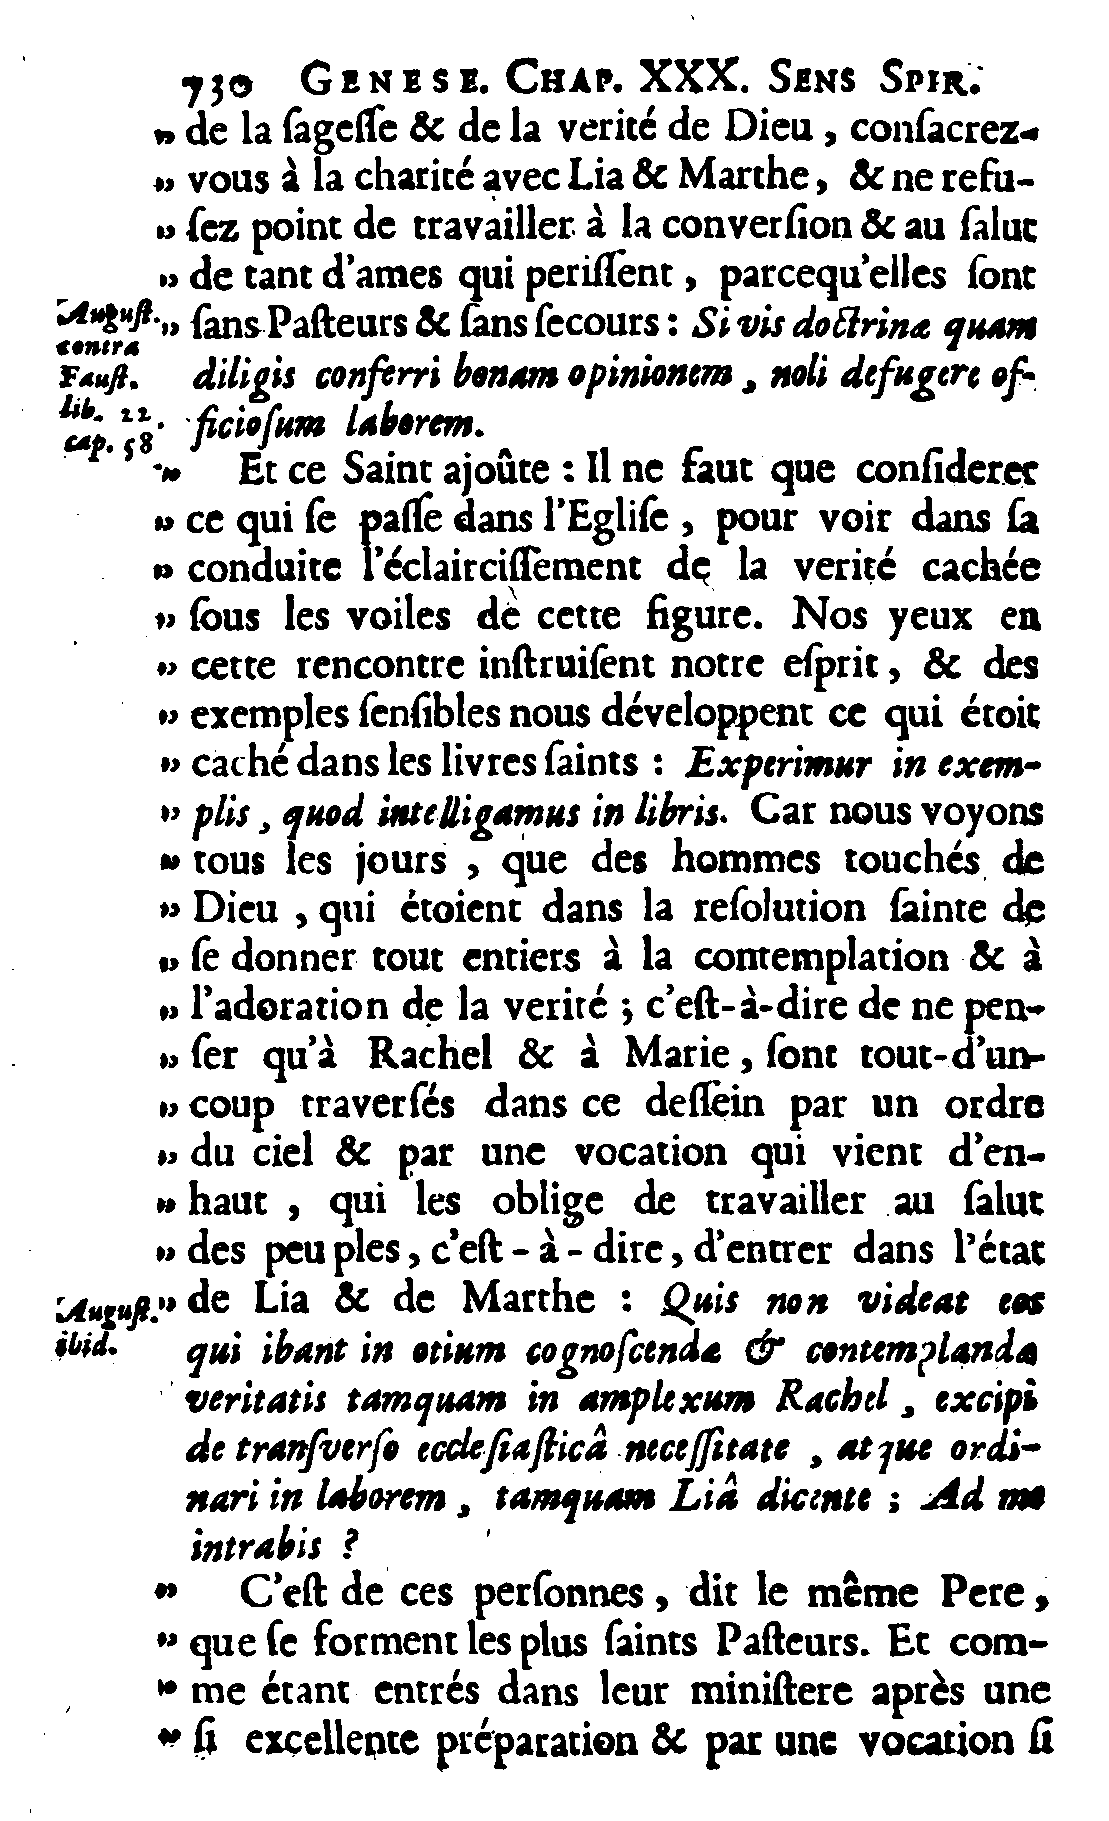 730 GENESE. CHAP. XXX. SENS SPIR.
„ de la ſageſſe & de la verité de Dieu, conſacrez-
„ vous à la charité avec Lia & Marthe, & ne refu-
„ ſez point de travailler à la converſion & au ſalut
„ de tant d'ames qui periſſent, parcequ'elles ſont
„ ſans Paſteurs & ſans ſecours : Si vis doctrinæ quam
diligis conferri bonam opinionem, noli defugere of-
ficioſum laborem.
Auguſt.
contra
Fauſt.
lib. 22.
cap. 58
„ Et ce Saint ajoûte : Il ne faut que conſiderer
„ ce qui ſe paſſe dans l'Egliſe, pour voir dans ſa
„ conduite l'éclairciſſement de la verité cachée
„ ſous les voiles de cette figure. Nos yeux en
„ cette rencontre inſtruiſent notre eſprit, & des
„ exemples ſenſibles nous développent ce qui étoit
„ caché dans les livres ſaints : Experimur in exem-
„ plis, quod intelligamus in libris. Car nous voyons
„ tous les jours, que des hommes touchés de
„ Dieu, qui étoient dans la reſolution ſainte de
„ ſe donner tout entiers à la contemplation & à
„ l'adoration de la verité ; c'eſt-à-dire de ne pen-
„ ſer qu'à Rachel & à Marie, ſont tout-d'un-
„ coup traverſés dans ce deſſein par un ordre
„ du ciel & par une vocation qui vient d'en-
„ haut, qui les oblige de travailler au ſalut
„ des peuples, c'eſt-à-dire, d'entrer dans l'état
„ de Lia & de Marthe : Quis non videat eos
qui ibant in otium cognoſcendæ & contemplandæ
veritatis tamquam in amplexum Rachel, excipi
de tranſverſo eccleſiaſticâ neceſſitate, atque ordi-
nari in laborem, tamquam Liâ dicente ; Ad me
intrabis ?
Auguſt.
ibid.
„ C'eſt de ces perſonnes, dit le même Pere,
„ que ſe forment les plus ſaints Paſteurs. Et com-
„ me étant entrés dans leur miniſtere après une
„ ſi excellente préparation & par une vocation ſi